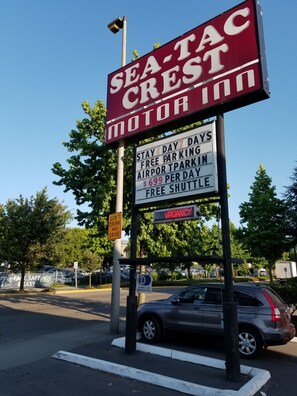 SEA-TAC
CREST
MOTOR INN
STAY DAY DAYS
FREE PARKING
AIRPORTPARKIN
$699 PER DAY
FREE SHUTTLE
VACANCY